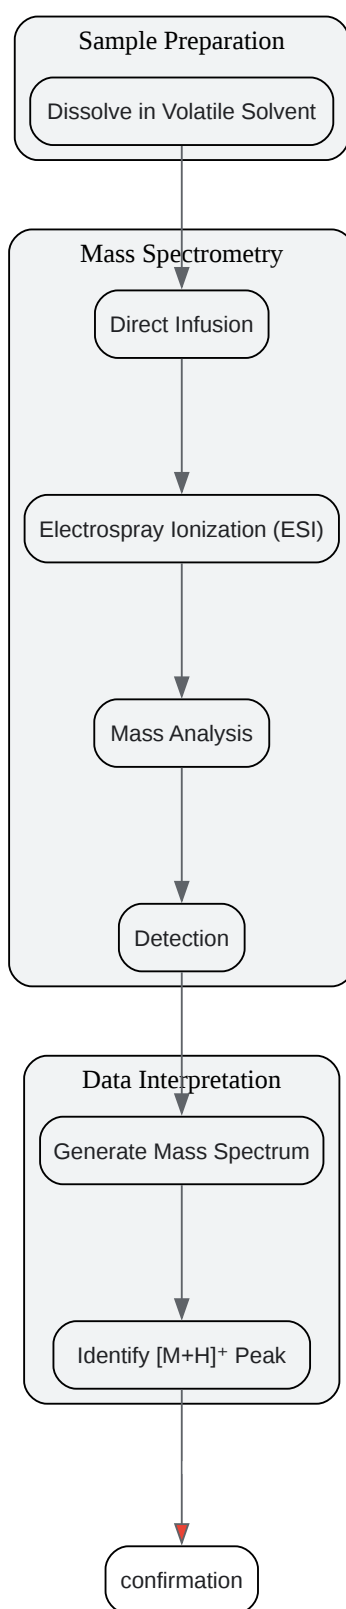 Sample Preparation
Dissolve in Volatile Solvent
Mass Spectrometry
Direct Infusion
Electrospray Ionization (ESI)
Mass Analysis
Detection
Data Interpretation
Generate Mass Spectrum
Identify [M+H]⁺ Peak
confirmation